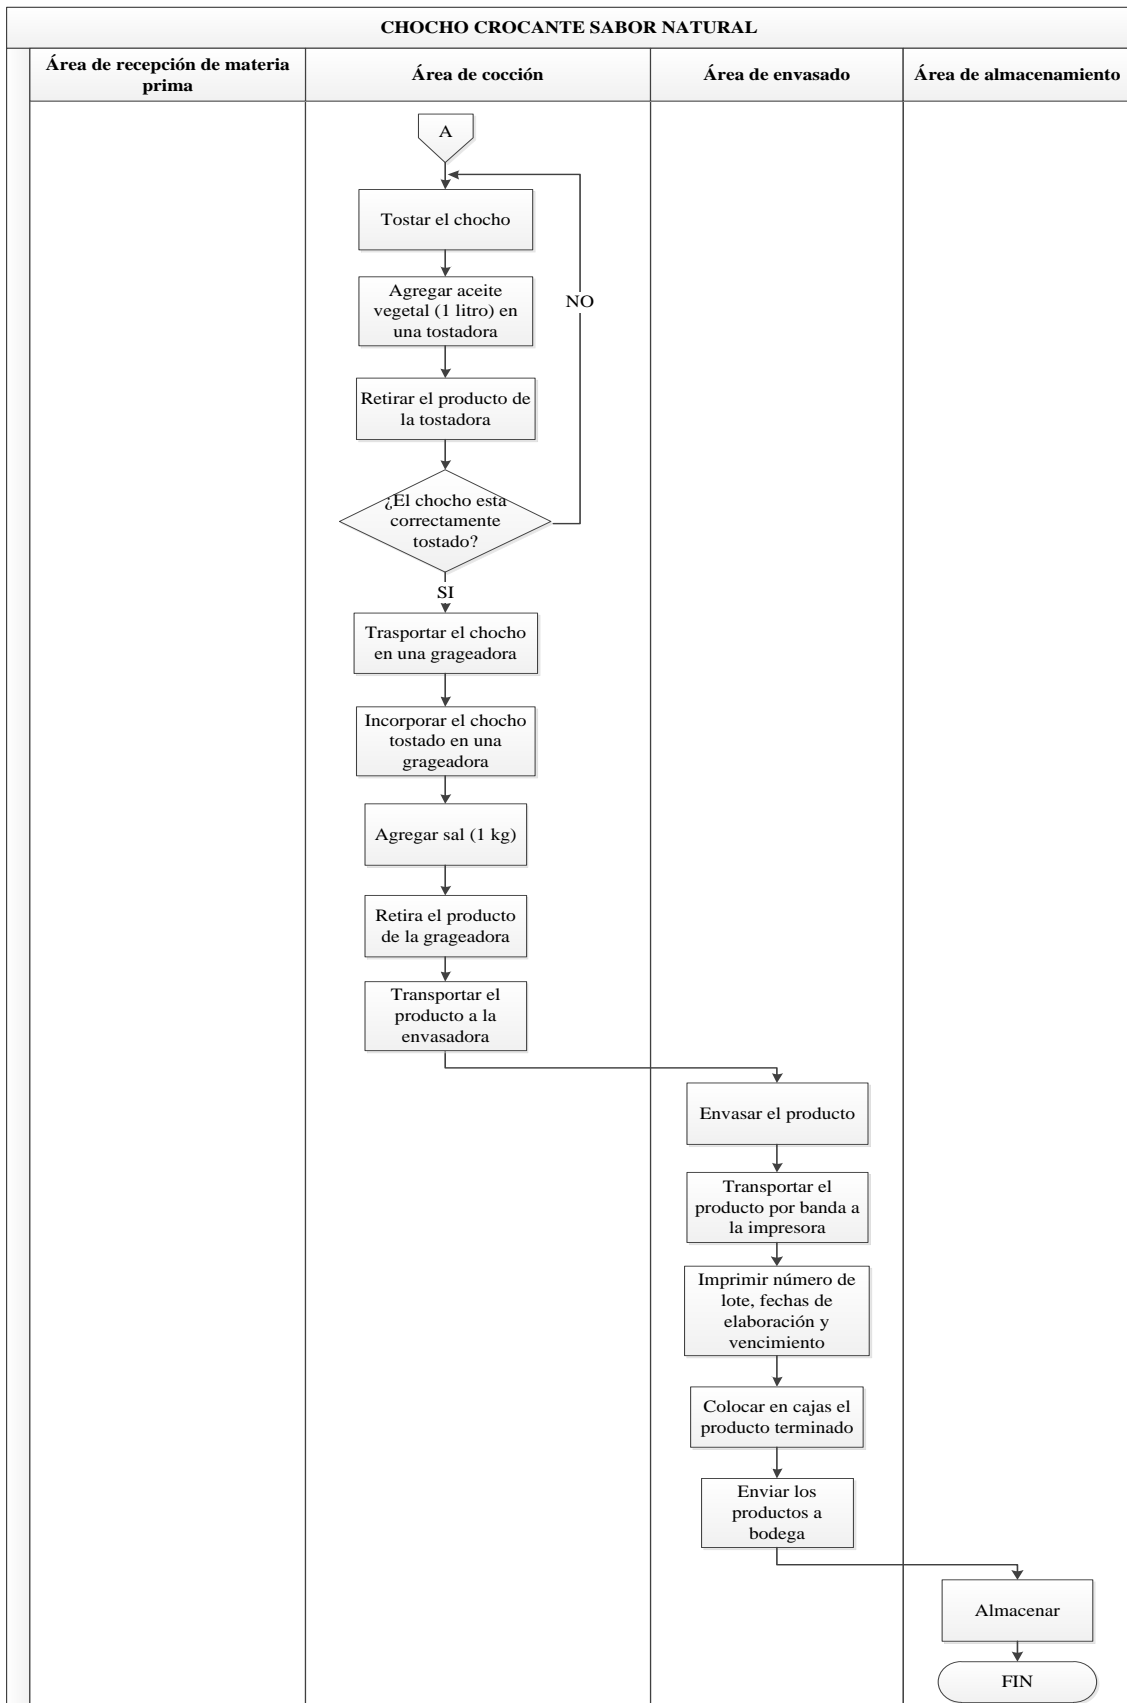 CHOCHO CROCANTE SABOR NATURAL
Área de recepción de materia
prima
Área de cocción
Área de envasado
Área de almacenamiento
A
Tostar el chocho
Agregar aceite
vegetal (1 litro) en
una tostadora
NO
Retirar el producto de
la tostadora
¿El chocho esta
correctamente
tostado?
SI
Trasportar el chocho
en una grageadora
Incorporar el chocho
tostado en una
grageadora
Agregar sal (1 kg)
Retira el producto
de la grageadora
Transportar el
producto a la
envasadora
Envasar el producto
Transportar el
producto por banda a
la impresora
Imprimir número de
lote, fechas de
elaboración y
vencimiento
Colocar en cajas el
producto terminado
Enviar los
productos a
bodega
Almacenar
FIN